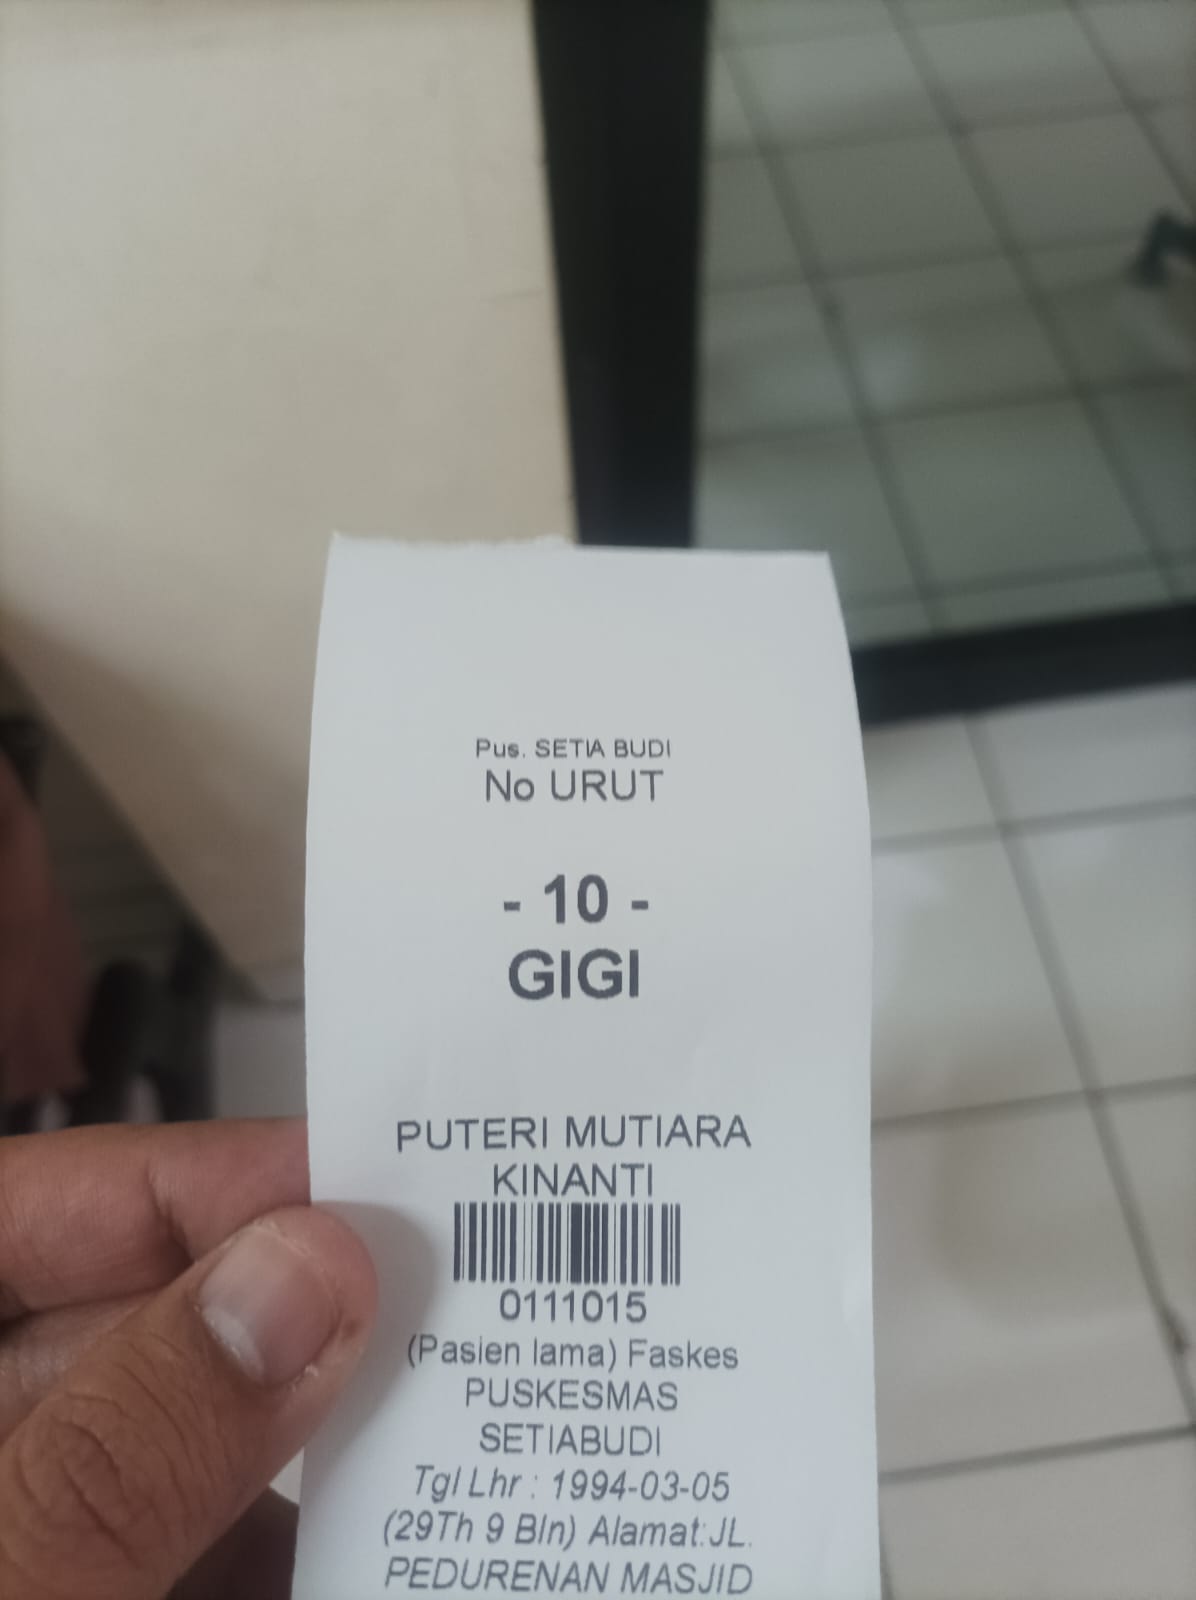 Pus. SETIA BUDI
No URUT
- 10 -
GIGI
PUTERI MUTIARA
KINANTI
0111015
(Pasien lama) Faskes
PUSKESMAS
SETIABUDI
Tgl Lhr : 1994-03-05
(29Th 9 Bln) Alamat:JL.
PEDURENAN MASJID